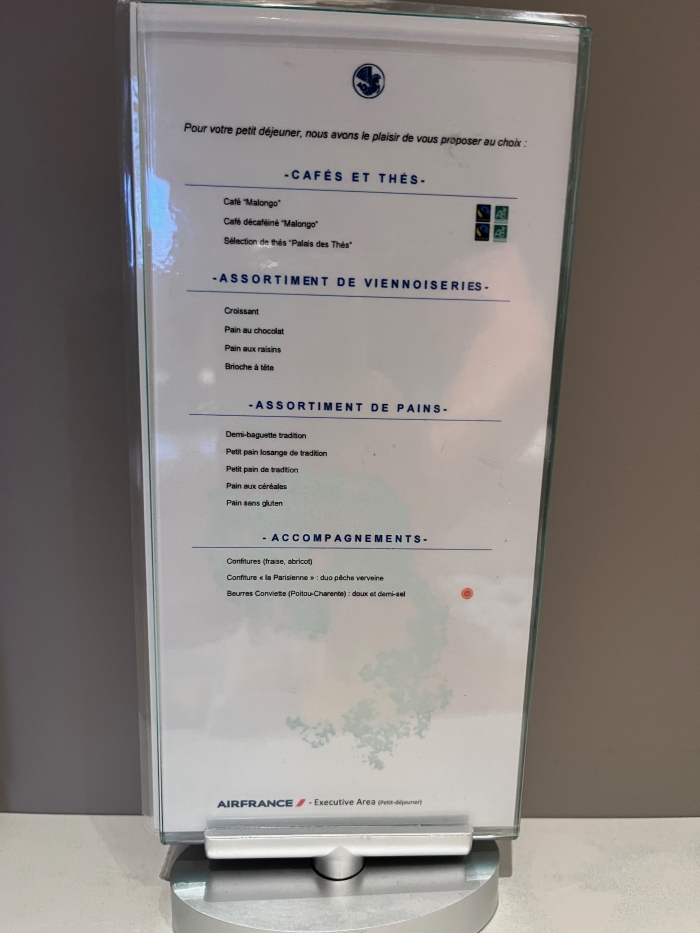 Pour votre petit déjeuner, nous avons le plaisir de vous proposer au choix :
-CAFÉS ET THÉS-
Café "Malongo"
Café décaféiné "Malongo"
Sélection de thés "Palais des Thés"
-ASSORTIMENT DE VIENNOISERIES-
Croissant
Pain au chocolat
Pain aux raisins
Brioche à tête
-ASSORTIMENT DE PAINS-
Demi-baguette tradition
Petit pain losange de tradition
Petit pain de tradition
Pain aux céréales
Pain sans gluten
-ACCOMPAGNEMENTS-
Confitures (fraise, abricot)
Confiture « la Parisienne » : duo pêche verveine
Beurres Conviette (Poitou-Charente) : doux et demi-sel
AIRFRANCE - Executive Area (Petit-déjeuner)